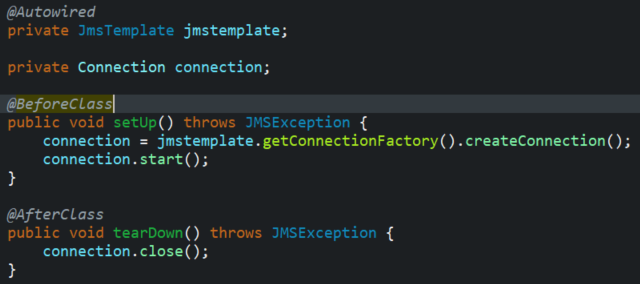 @Autowired
private JmsTemplate jmstemplate;
private Connection connection;
@BeforeClass
public void setUp() throws JMSException {
connection = jmstemplate.getConnectionFactory().createConnection();
connection.start();
}
@AfterClass
public void tearDown() throws JMSException {
connection.close();
}